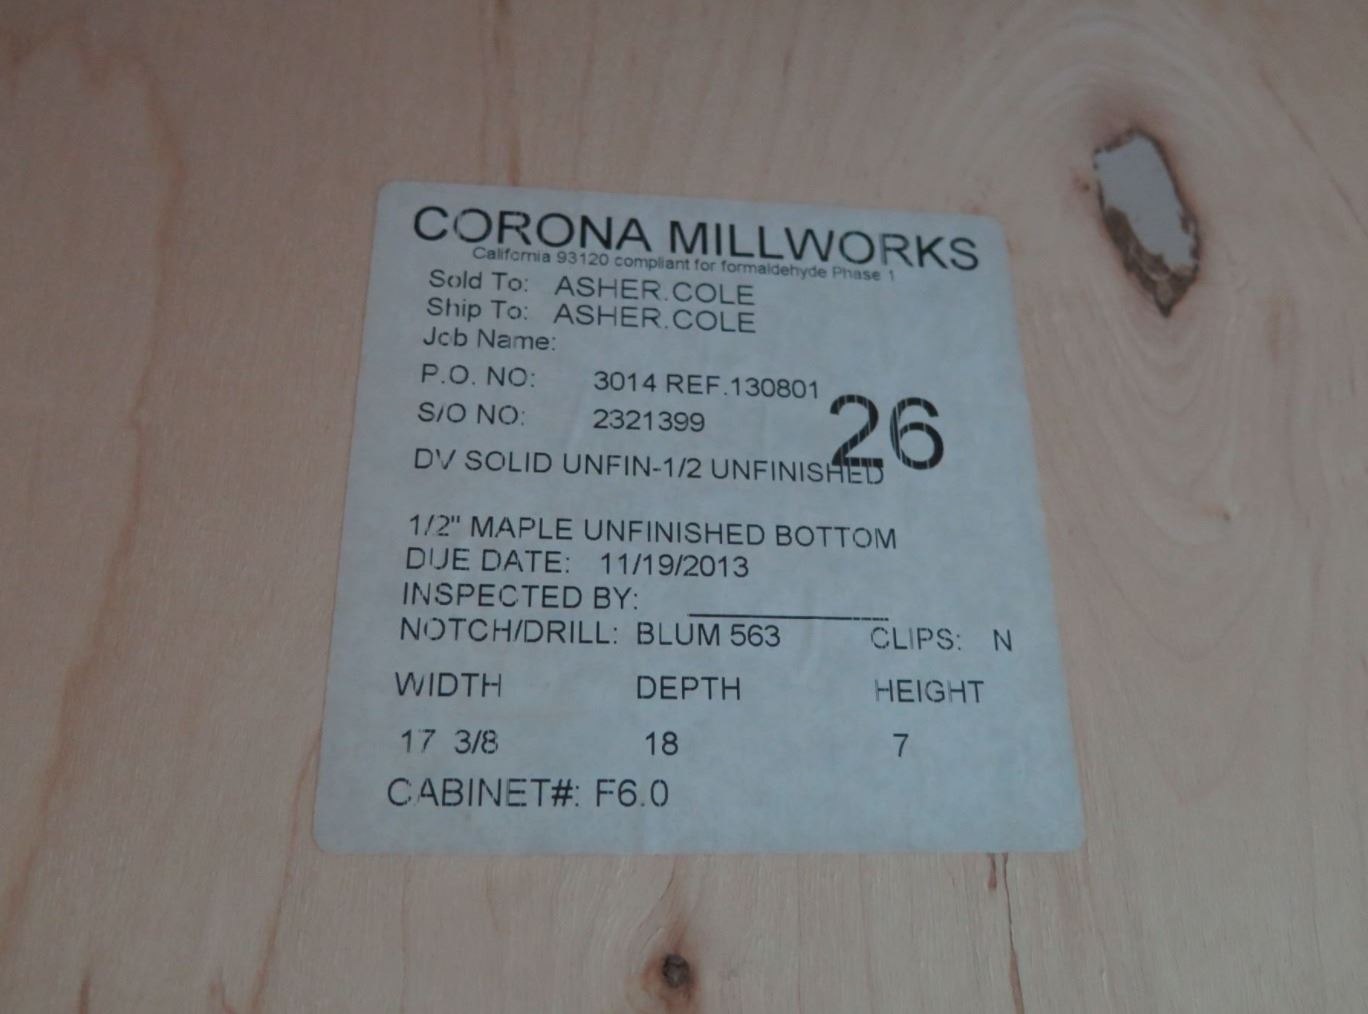 CORONA MILLWORKS
California 93120 compliant for formaldehyde Phase 1
Sold To: ASHER.COLE
Ship To: ASHER.COLE
Job Name:
P.O. NO: 3014 REF.130801
S/O NO: 2321399
26
DV SOLID UNFIN-1/2 UNFINISHED
1/2" MAPLE UNFINISHED BOTTOM
DUE DATE: 11/19/2013
INSPECTED BY:
NOTCH/DRILL: BLUM 563 CLIPS: N
WIDTH DEPTH HEIGHT
17 3/8 18 7
CABINET#: F6.0